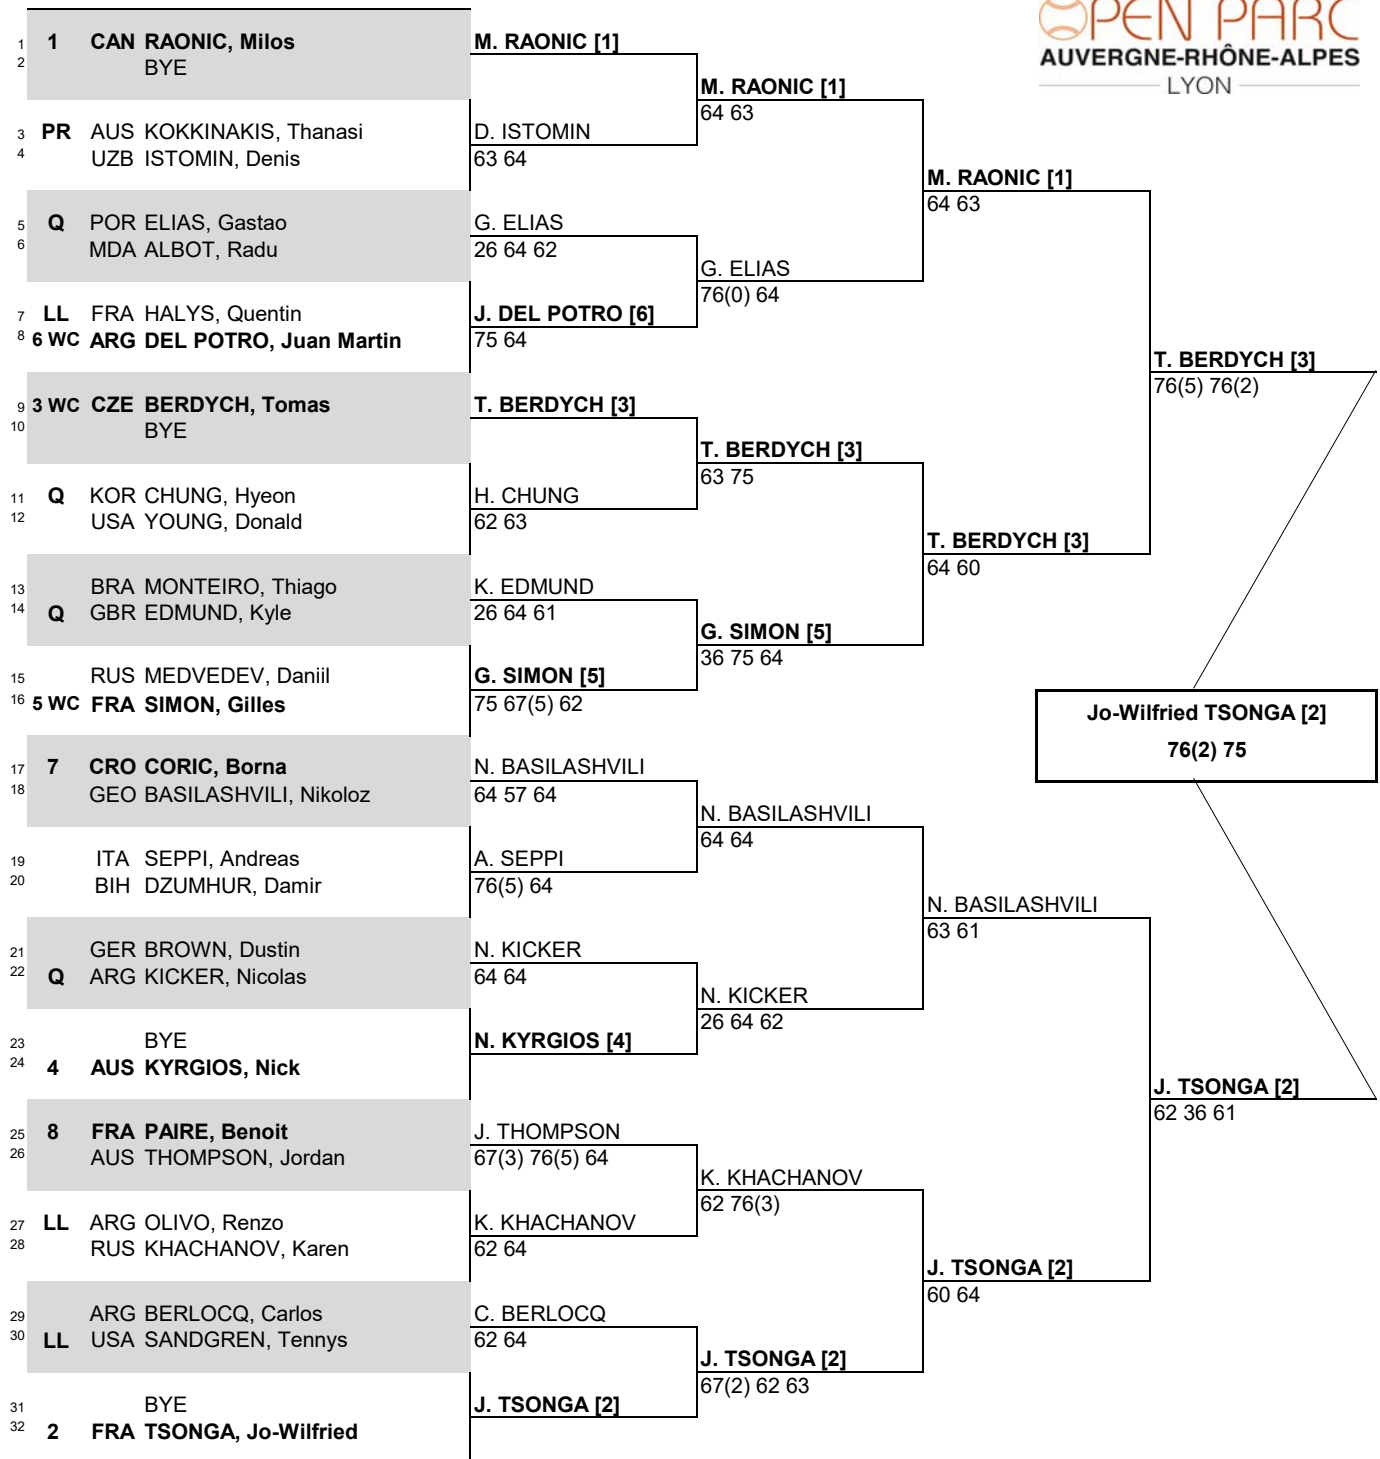 OPEN PARC
AUVERGNE-RHÔNE-ALPES
LYON
1 1 CAN RAONIC, Milos
2 BYE
3 PR AUS KOKKINAKIS, Thanasi
4 UZB ISTOMIN, Denis
5 Q POR ELIAS, Gastao
6 MDA ALBOT, Radu
7 LL FRA HALYS, Quentin
8 6 WC ARG DEL POTRO, Juan Martin
9 3 WC CZE BERDYCH, Tomas
10 BYE
11 Q KOR CHUNG, Hyeon
12 USA YOUNG, Donald
13 BRA MONTEIRO, Thiago
14 Q GBR EDMUND, Kyle
15 RUS MEDVEDEV, Daniil
16 5 WC FRA SIMON, Gilles
17 7 CRO CORIC, Borna
18 GEO BASILASHVILI, Nikoloz
19 ITA SEPPI, Andreas
20 BIH DZUMHUR, Damir
21 GER BROWN, Dustin
22 Q ARG KICKER, Nicolas
23 BYE
24 4 AUS KYRGIOS, Nick
25 8 FRA PAIRE, Benoit
26 AUS THOMPSON, Jordan
27 LL ARG OLIVO, Renzo
28 RUS KHACHANOV, Karen
29 ARG BERLOCQ, Carlos
30 LL USA SANDGREN, Tennys
31 BYE
32 2 FRA TSONGA, Jo-Wilfried
M. RAONIC [1]
D. ISTOMIN
63 64
G. ELIAS
26 64 62
J. DEL POTRO [6]
75 64
T. BERDYCH [3]
H. CHUNG
62 63
K. EDMUND
26 64 61
G. SIMON [5]
75 67(5) 62
N. BASILASHVILI
64 57 64
A. SEPPI
76(5) 64
N. KICKER
64 64
N. KYRGIOS [4]
J. THOMPSON
67(3) 76(5) 64
K. KHACHANOV
62 64
C. BERLOCQ
62 64
J. TSONGA [2]
M. RAONIC [1]
64 63
G. ELIAS
76(0) 64
T. BERDYCH [3]
63 75
G. SIMON [5]
36 75 64
N. BASILASHVILI
64 64
N. KICKER
26 64 62
K. KHACHANOV
62 76(3)
J. TSONGA [2]
67(2) 62 63
M. RAONIC [1]
64 63
T. BERDYCH [3]
64 60
N. BASILASHVILI
63 61
J. TSONGA [2]
60 64
T. BERDYCH [3]
76(5) 76(2)
J. TSONGA [2]
62 36 61
Jo-Wilfried TSONGA [2]
76(2) 75